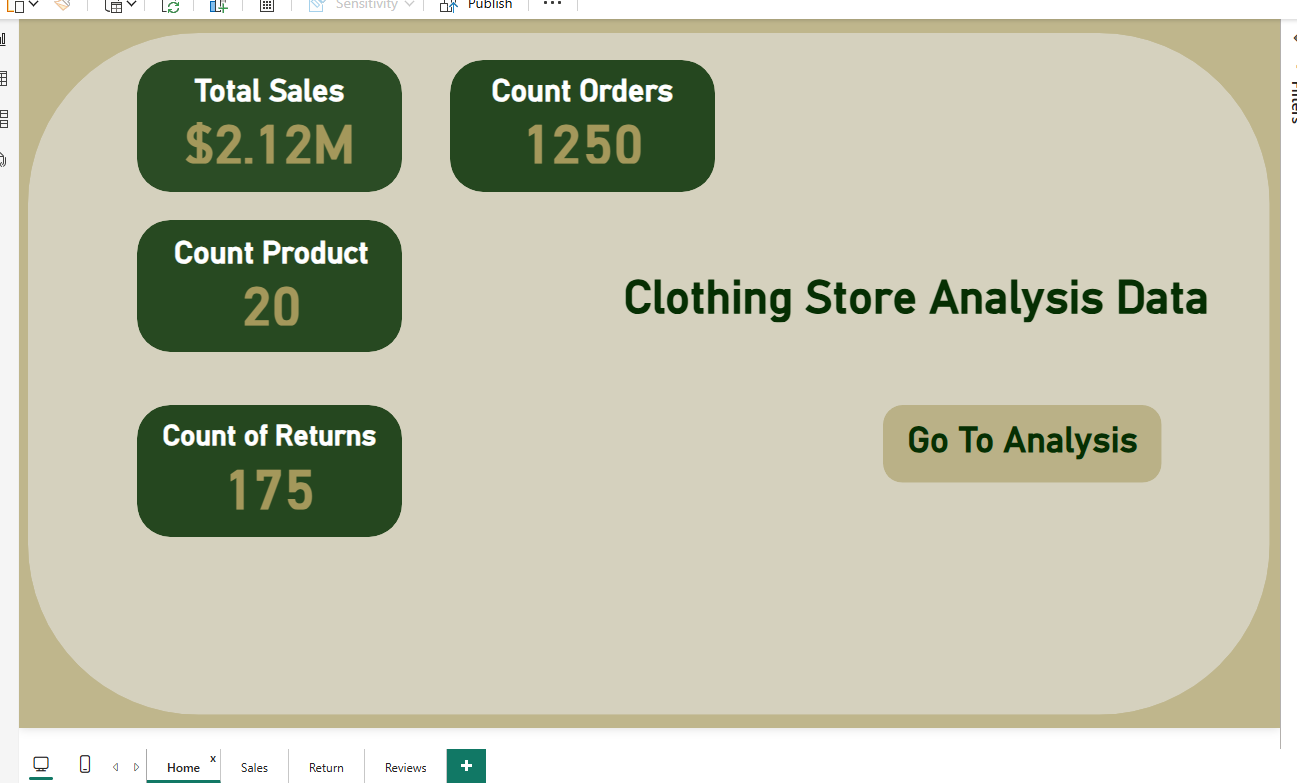 Sensitivity
Publish
Total Sales
$2.12M
Count Orders
1250
Count Product
20
Clothing Store Analysis Data
Count of Returns
175
Go To Analysis
Filters
Home
x
Sales
Return
Reviews
+